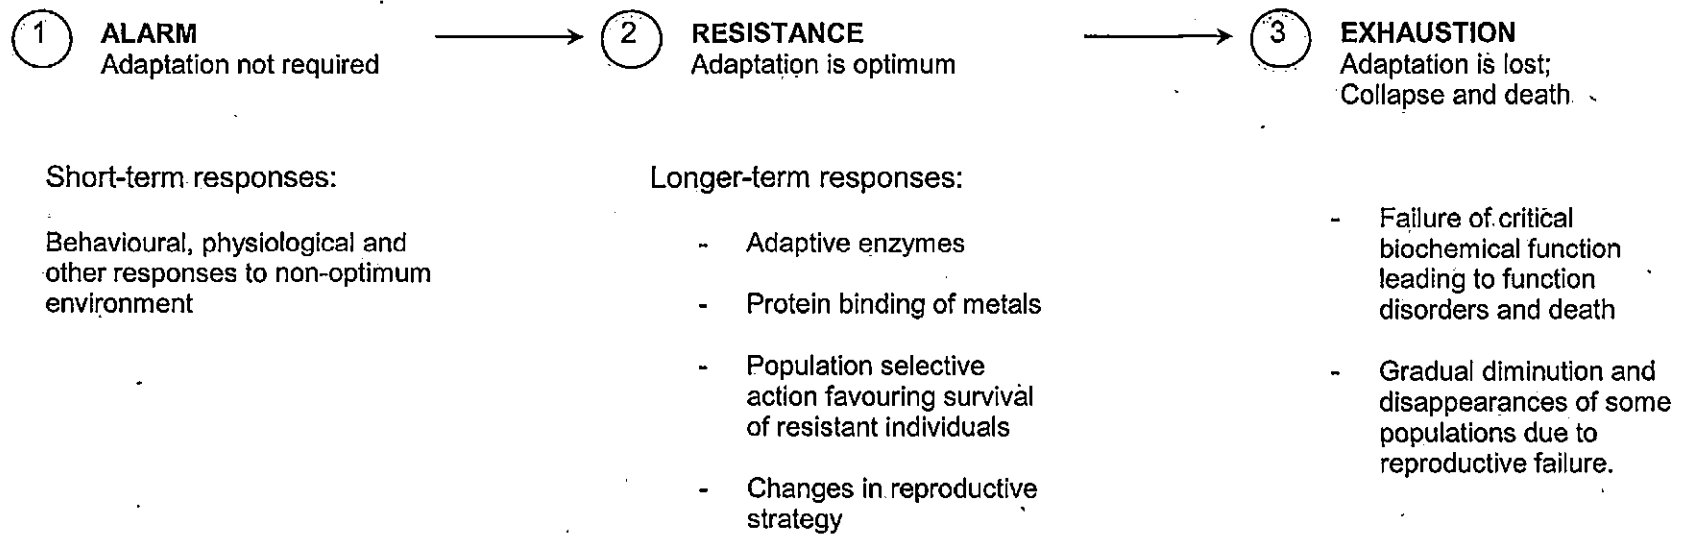 1 ALARM
Adaptation not required
2 RESISTANCE
Adaptation is optimum
3 EXHAUSTION
Adaptation is lost;
Collapse and death
Short-term responses:
Behavioural, physiological and
other responses to non-optimum
environment
Longer-term responses:
- Adaptive enzymes
- Protein binding of metals
- Population selective
action favouring survival
of resistant individuals
- Changes in reproductive
strategy
- Failure of critical
biochemical function
leading to function
disorders and death
- Gradual diminution and
disappearances of some
populations due to
reproductive failure.